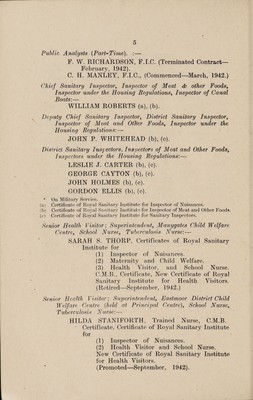 5
Public Analysts (Part-Time). :—
F. W. RICHARDSON, F.I.C. (Terminated Contract—
February, 1942).
C. H. MANLEY, F.I.C., (Commenced—March, 1942.)
Chief Sanitary Inspector, Inspector of Meat & other Foods,
Inspector under the Housing Regulations, Inspector of Canal
Boats:—
WILLIAM ROBERTS (a), (b).
Deputy Chief Sanitary Inspector, District Sanitary Inspector,
Inspector of Meat and Other Foods, Inspector under the
Housing Regulations:—
JOHN P. WHITEHEAD (b), (c).
District Sanitary Inspectors, Inspectors of Meat and Other Foods,
Inspectors under the Housing Regulations:—
LESLIE J. CARTER (b), (c).
GEORGE CAYTON (b), (c).
JOHN HOLMES (b), (c).
GORDON ELLIS (b), (c).
* On Military Service.
(a) Certificate of Royal Sanitary Institute for Inspector of Nuisances.
(b) Certificate of Royal Sanitary Institute for Inspector of Meat and Other Foods.
(c) Certificate of Royal Sanitary Institute for Sanitary Inspectors.
Senior Health Visitor; Superintendent, Manygates Child Welfare
Centre, School Nurse, Tuberculosis Nurse:—
SARAH S. THORP, Certificates of Royal Sanitary
Institute for
(1) Inspector of Nuisances.
(2) Maternity and Child Welfare.
(3) Health Visitor, and School Nurse.
C.M.B., Certificate, New Certificate of Royal
Sanitary Institute for Health Visitors.
(Retired—September, 1942.)
Senior Health Visitor; Superintendent, Eastmoor District Child
Welfare Centre (held at Principal Centre), School Nurse,
Tuberculosis Nurse:—
HILDA STANIFORTH, Trained Nurse, C.M.B.
Certificate, Certificate of Royal Sanitary Institute
for
(1) Inspector of Nuisances.
(2) Health Visitor and School Nurse.
New Certificate of Royal Sanitary Institute
for Health Visitors.
(Promoted—September, 1942).